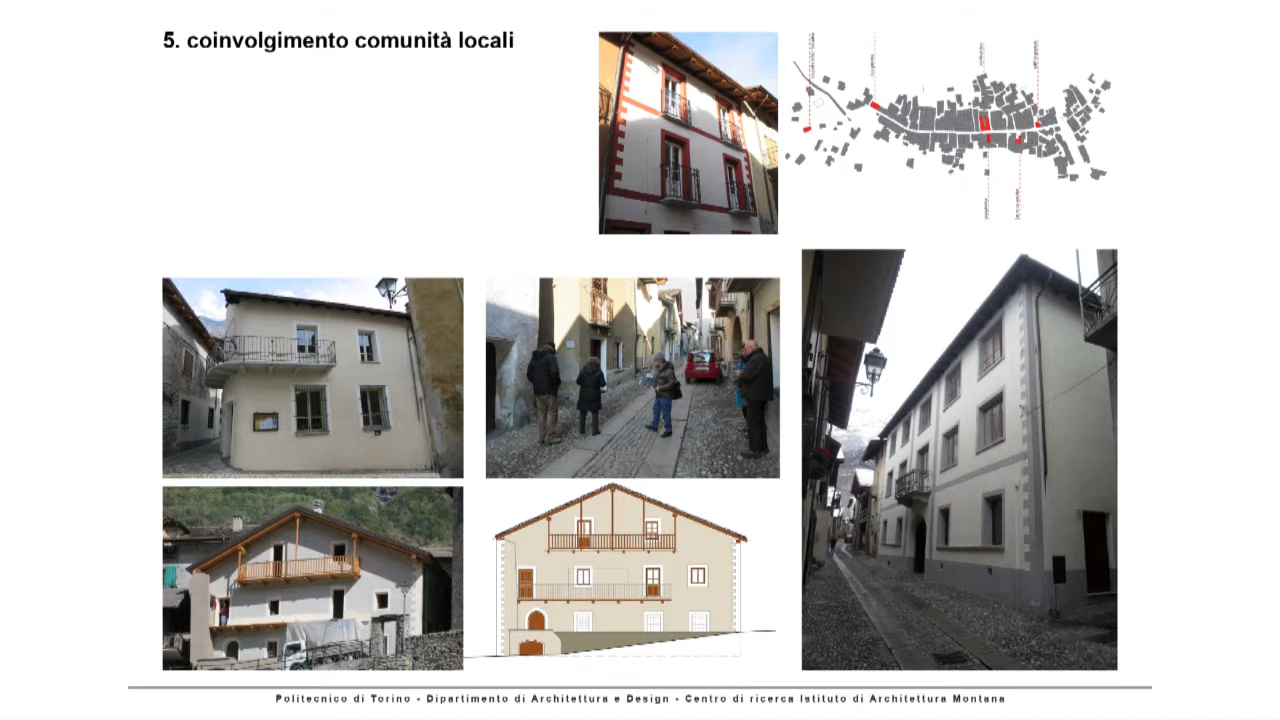 5. coinvolgimento comunità locali
Politecnico di Torino - Dipartimento di Architettura e Design - Centro di ricerca Istituto di Architettura Montana